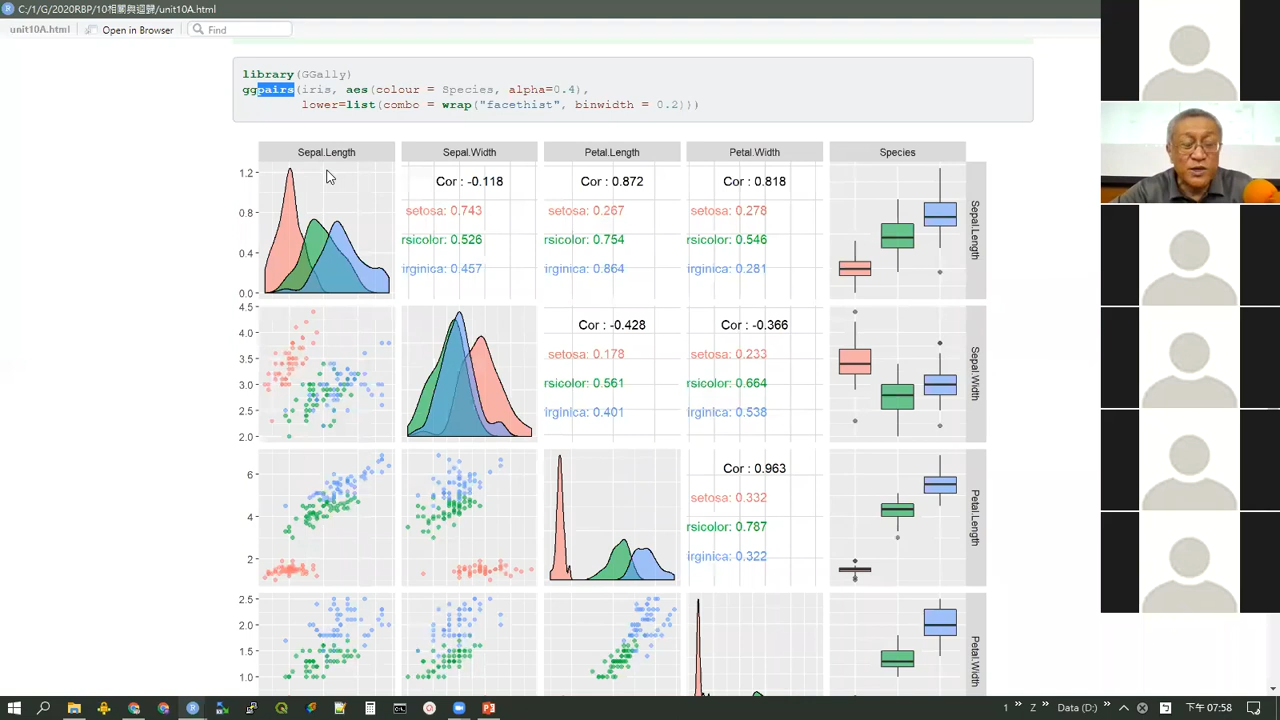 C:/1/G/2020RBP/10相關與迴歸/unit10A.html
unit10A.html Open in Browser Find
library(GGally)
ggpairs(iris, aes(colour = Species, alpha=0.4),
lower=list(combo = wrap("facethist", binwidth = 0.2)))
Sepal.Length Sepal.Width Petal.Length Petal.Width Species
1.2
0.8
0.4
0.0
Cor : -0.118
setosa: 0.743
rsicolor: 0.526
irginica: 0.457
Cor : 0.872
setosa: 0.267
rsicolor: 0.754
irginica: 0.864
Cor : 0.818
setosa: 0.278
rsicolor: 0.546
irginica: 0.281
Sepal.Length
4.5
4.0
3.5
3.0
2.5
2.0
Cor : -0.428
setosa: 0.178
rsicolor: 0.561
irginica: 0.401
Cor : -0.366
setosa: 0.233
rsicolor: 0.664
irginica: 0.538
Sepal.Width
6
4
2
Cor : 0.963
setosa: 0.332
rsicolor: 0.787
irginica: 0.322
Petal.Length
2.5
2.0
1.5
1.0
Petal.Width
1 Z Data (D:) 下午 07:58